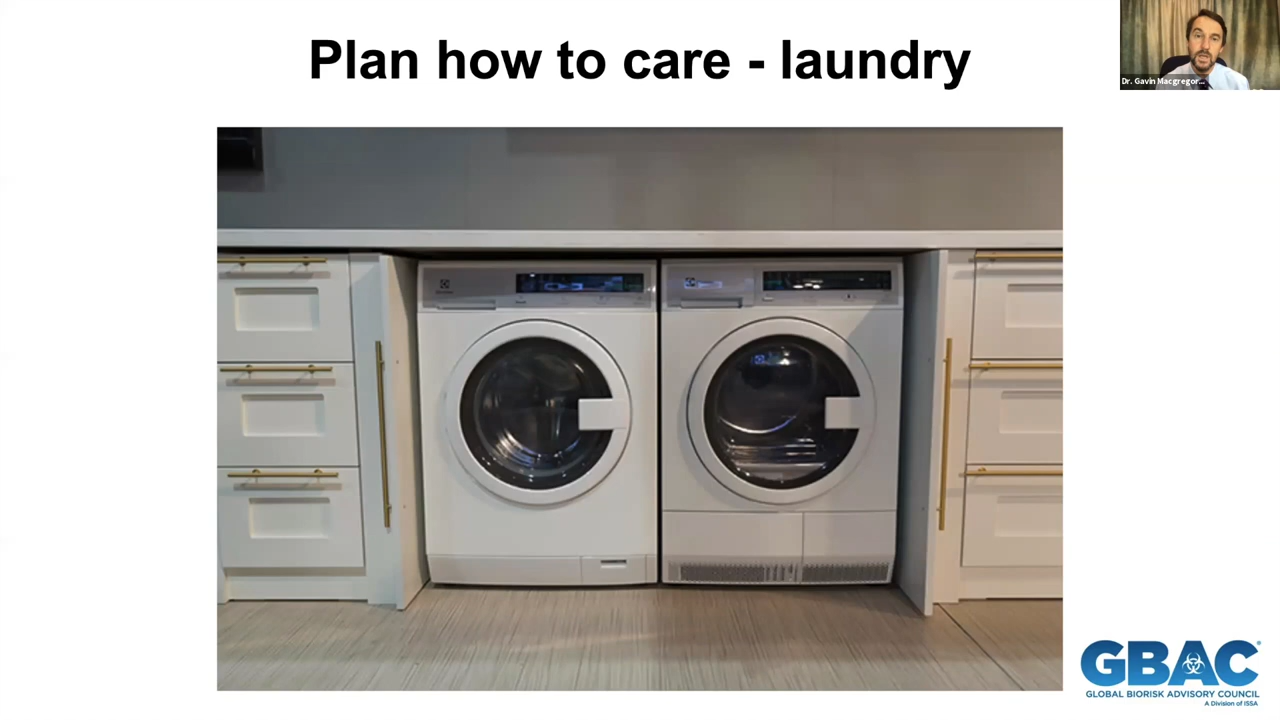 Plan how to care - laundry
Dr. Gavin Macgregor...
GBAC
GLOBAL BIORISK ADVISORY COUNCIL
A Division of ISSA